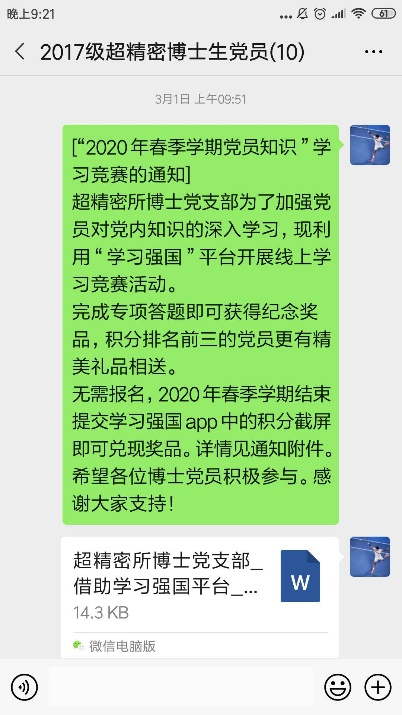 晚上9:21
61
2017级超精密博士生党员(10)
3月1日 上午09:51
[“2020年春季学期党员知识”学
习竞赛的通知]
超精密所博士党支部为了加强党
员对党内知识的深入学习，现利
用“学习强国”平台开展线上学
习竞赛活动。
完成专项答题即可获得纪念奖
品，积分排名前三的党员更有精
美礼品相送。
无需报名，2020年春季学期结束
提交学习强国app中的积分截屏
即可兑现奖品。详情见通知附件。
希望各位博士党员积极参与。感
谢大家支持！
超精密所博士党支部_
借助学习强国平台_...
W
14.3 KB
微信电脑版